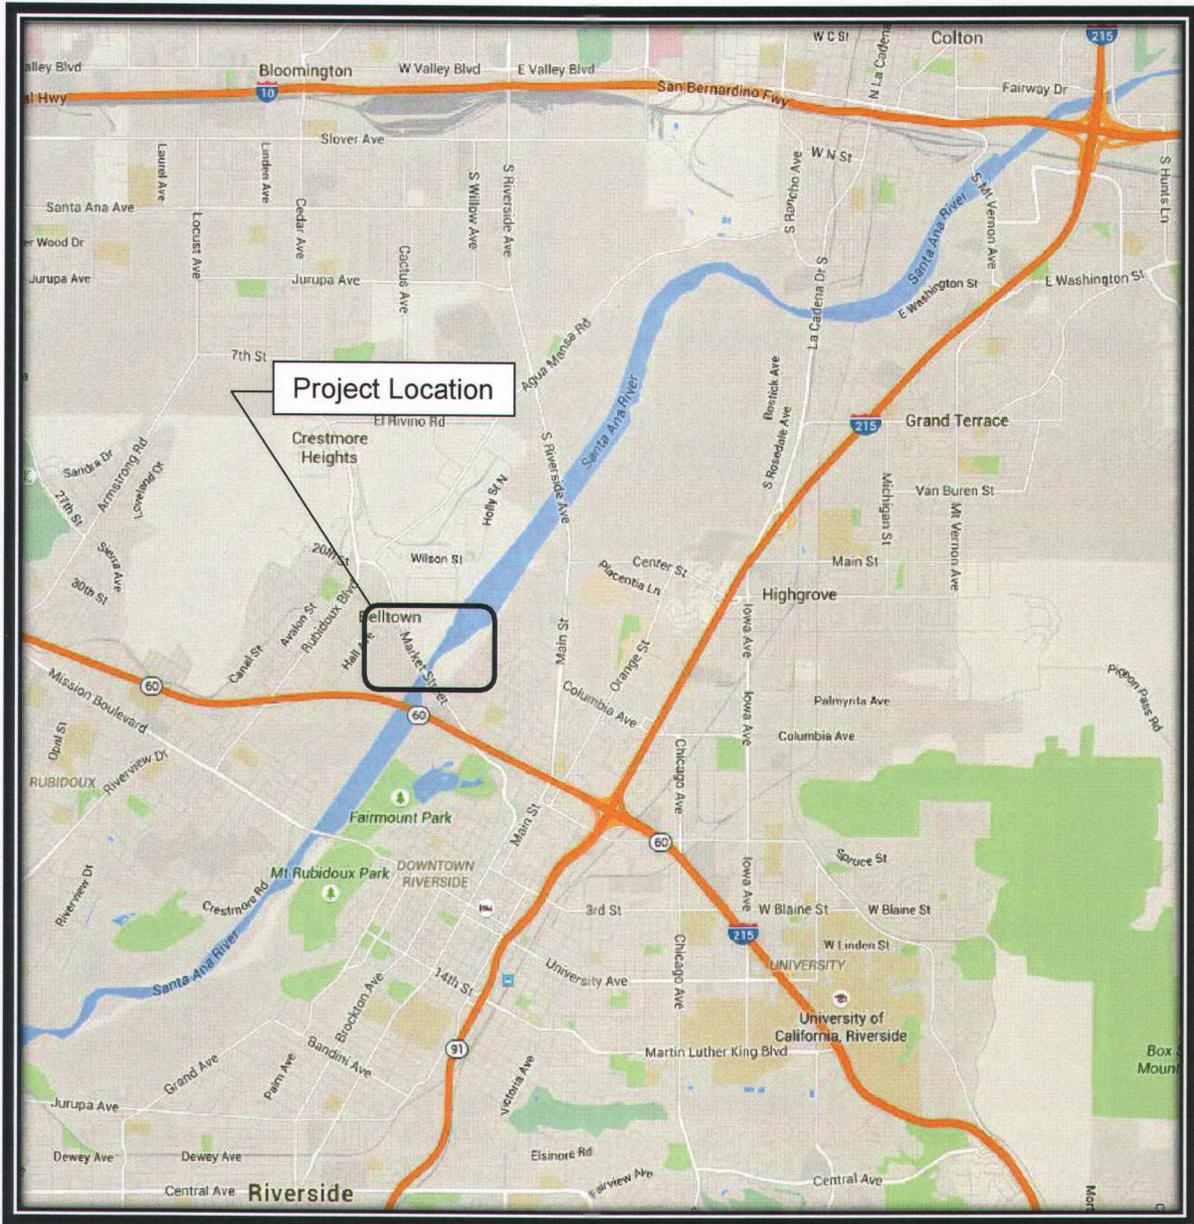 215
W C St
Colton
N La Cadena
alley Blvd
Bloomington
W Valley Blvd
E Valley Blvd
10
al Hwy
San Bernardino Fwy
Fairway Dr
Slover Ave
Laurel Ave
Linden Ave
S Willow Ave
S Riverside Ave
S Rancho Ave
W N St
S Mt Vernon Ave
S Hunts Ln
Santa Ana Ave
Locust Ave
Cedar Ave
Santa Ana River
er Wood Dr
Jurupa Ave
Jurupa Ave
Cactus Ave
La Cadena Dr S
E Washington St
E Washington St
7th St
Agua Mansa Rd
Project Location
Santa Ana River
Bostick Ave
S Rosedale Ave
El Rivino Rd
215
Grand Terrace
Crestmore
Heights
Sandra Dr
Armstrong Rd
Loveland Dr
27th St
S Riverside Ave
Holly St N
Michigan St
Van Buren St
Mt Vernon Ave
Sierra Ave
30th St
26th St
Wilson St
Center St
Placentia Ln
Main St
Highgrove
Avalon St
Rubidoux Blvd
Belltown
Canal St
Hall Ave
Market Street
Main St
Orange St
Iowa Ave
60
Mission Boulevard
60
Columbia Ave
Iowa Ave
Palmyrita Ave
Columbia Ave
Pigeon Pass Rd
Opal St
RUBIDOUX
Riverview Dr
Chicago Ave
Fairmount Park
Main St
60
Mt Rubidoux Park
DOWNTOWN
RIVERSIDE
Spruce St
Iowa Ave
Riverview Dr
Crestmore Rd
3rd St
W Blaine St
W Blaine St
215
W Linden St
Santa Ana River
14th St
University Ave
Chicago Ave
UNIVERSITY
Brockton Ave
University of
California, Riverside
91
Bandini Ave
Martin Luther King Blvd
Grand Ave
Palm Ave
Victoria Ave
Box S
Mount
Jurupa Ave
Dewey Ave
Dewey Ave
Elsinore Rd
Central Ave
Riverside
Fairview Ave
Central Ave
Mor
C